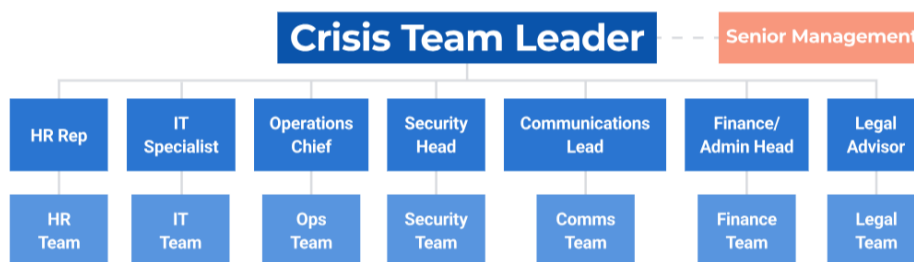 Crisis Team Leader
Senior Management
HR Rep
IT
Specialist
Operations
Chief
Security
Head
Communications
Lead
Finance/
Admin Head
Legal
Advisor
HR
Team
IT
Team
Ops
Team
Security
Team
Comms
Team
Finance
Team
Legal
Team